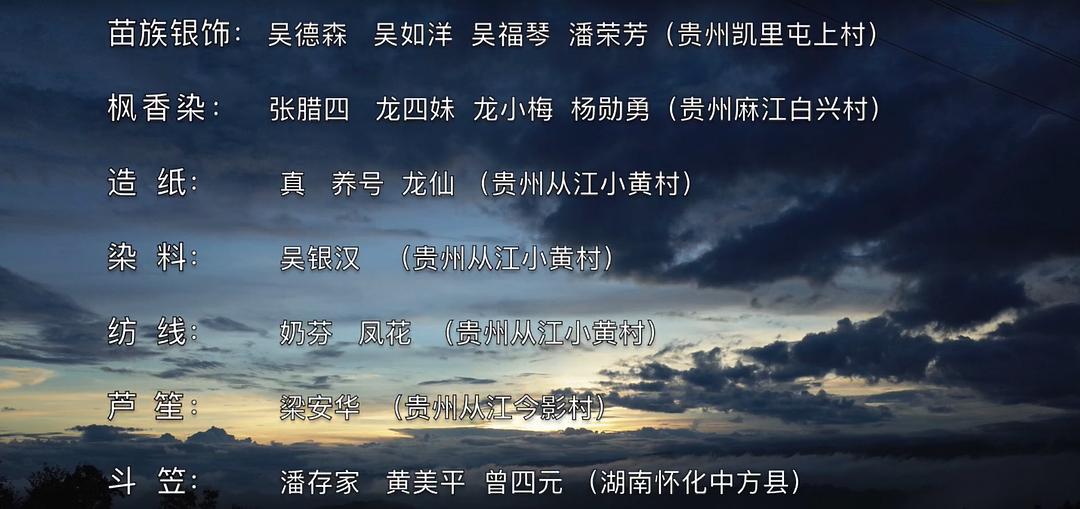 苗族银饰： 吴德森 吴如洋 吴福琴 潘荣芳（贵州凯里屯上村）
枫香染： 张腊四 龙四妹 龙小梅 杨勋勇（贵州麻江白兴村）
造 纸： 真 养号 龙仙 （贵州从江小黄村）
染 料： 吴银汉 （贵州从江小黄村）
纺 线： 奶芬 凤花 （贵州从江小黄村）
芦 笙： 梁安华 （贵州从江今影村）
斗 笠： 潘存家 黄美平 曾四元 （湖南怀化中方县）